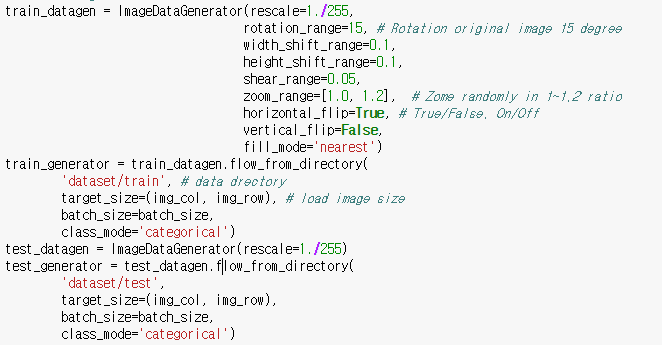 train_datagen = ImageDataGenerator(rescale=1./255,
rotation_range=15, # Rotation original image 15 degree
width_shift_range=0.1,
height_shift_range=0.1,
shear_range=0.05,
zoom_range=[1.0, 1.2], # Zome randomly in 1~1.2 ratio
horizontal_flip=True, # True/False. On/Off
vertical_flip=False,
fill_mode='nearest')
train_generator = train_datagen.flow_from_directory(
'dataset/train', # data drectory
target_size=(img_col, img_row), # load image size
batch_size=batch_size,
class_mode='categorical')
test_datagen = ImageDataGenerator(rescale=1./255)
test_generator = test_datagen.flow_from_directory(
'dataset/test',
target_size=(img_col, img_row),
batch_size=batch_size,
class_mode='categorical')